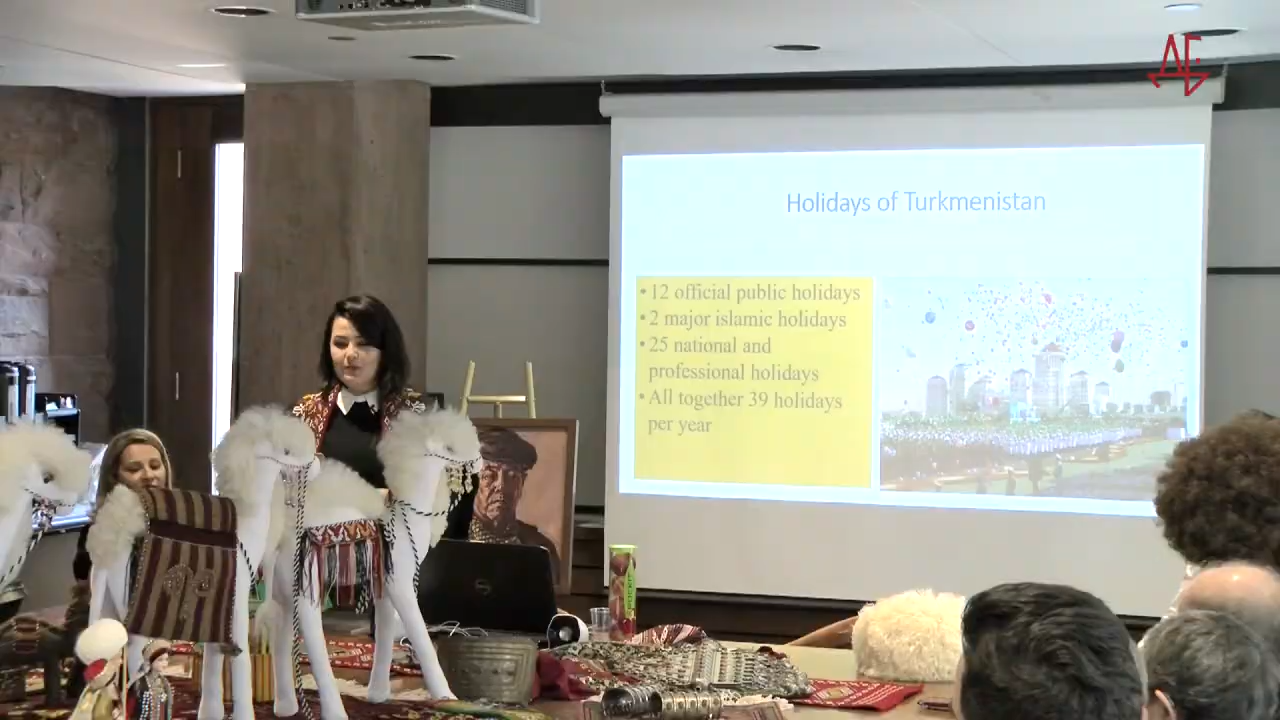 Holidays of Turkmenistan
• 12 official public holidays
• 2 major islamic holidays
• 25 national and
professional holidays
• All together 39 holidays
per year